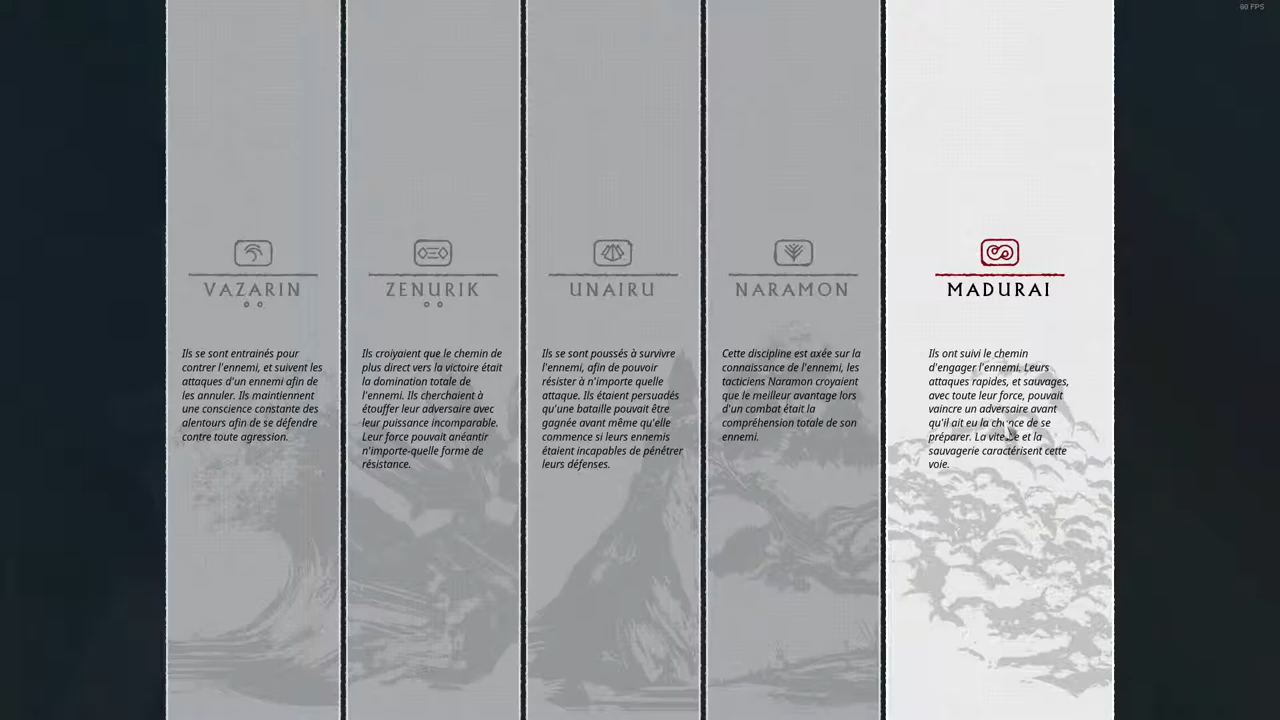 60 FPS
VAZARIN
Ils se sont entrainés pour
contrer l'ennemi, et suivent les
attaques d'un ennemi afin de
les annuler. Ils maintiennent
une conscience constante des
alentours afin de se défendre
contre toute agression.
ZENURIK
Ils croiyaient que le chemin de
plus direct vers la victoire était
la domination totale de
l'ennemi. Ils cherchaient à
étouffer leur adversaire avec
leur puissance incomparable.
Leur force pouvait anéantir
n'importe-quelle forme de
résistance.
UNAIRU
Ils se sont poussés à survivre
l'ennemi, afin de pouvoir
résister à n'importe quelle
attaque. Ils étaient persuadés
qu'une bataille pouvait être
gagnée avant même qu'elle
commence si leurs ennemis
étaient incapables de pénétrer
leurs défenses.
NARAMON
Cette discipline est axée sur la
connaissance de l'ennemi, les
tacticiens Naramon croyaient
que le meilleur avantage lors
d'un combat était la
compréhension totale de son
ennemi.
MADURAI
Ils ont suivi le chemin
d'engager l'ennemi. Leurs
attaques rapides, et sauvages,
avec toute leur force, pouvait
vaincre un adversaire avant
qu'il ait eu la chance de se
préparer. La vitesse et la
sauvagerie caractérisent cette
voie.